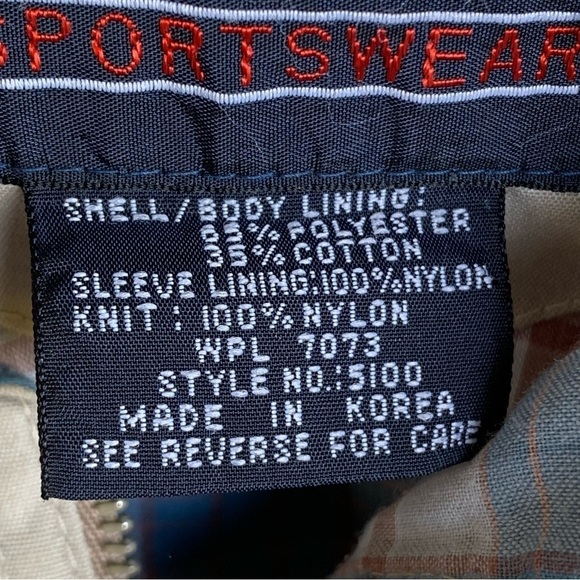 SPORTSWEAR
SHELL/BODY LINING:
65% POLYESTER
35% COTTON
SLEEVE LINING:100%NYLON
KNIT: 100% NYLON
WPL 7073
STYLE NO.:5100
MADE IN KOREA
SEE REVERSE FOR CARE